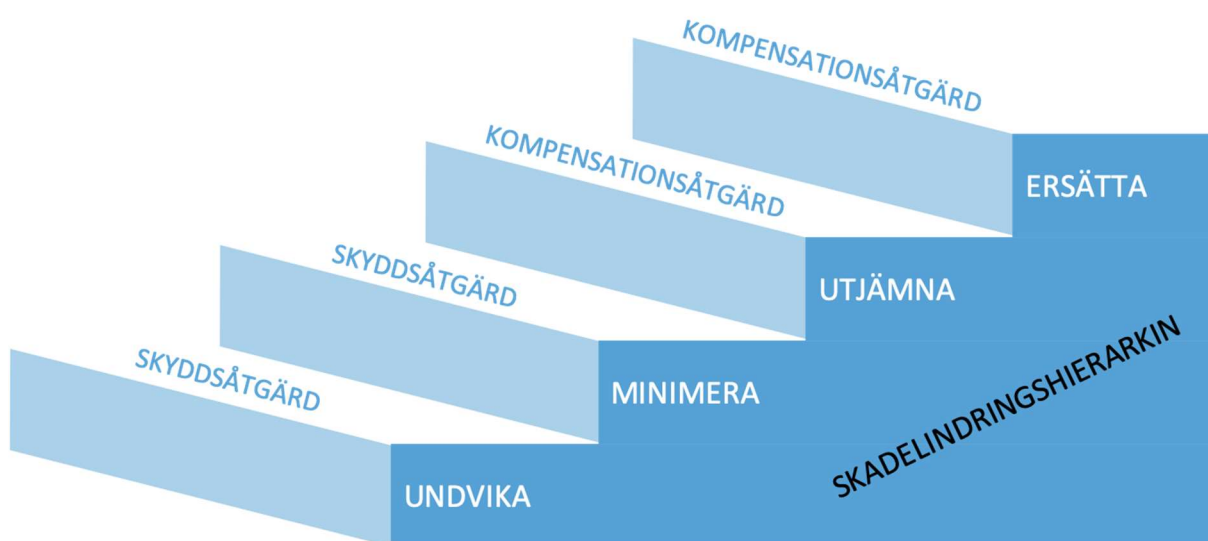 KOMPENSATIONSÅTGÄRD
ERSÄTTA
KOMPENSATIONSÅTGÄRD
UTJÄMNA
SKYDDSÅTGÄRD
MINIMERA
SKYDDSÅTGÄRD
UNDVIKA
SKADELINDRINGSHIERARKIN